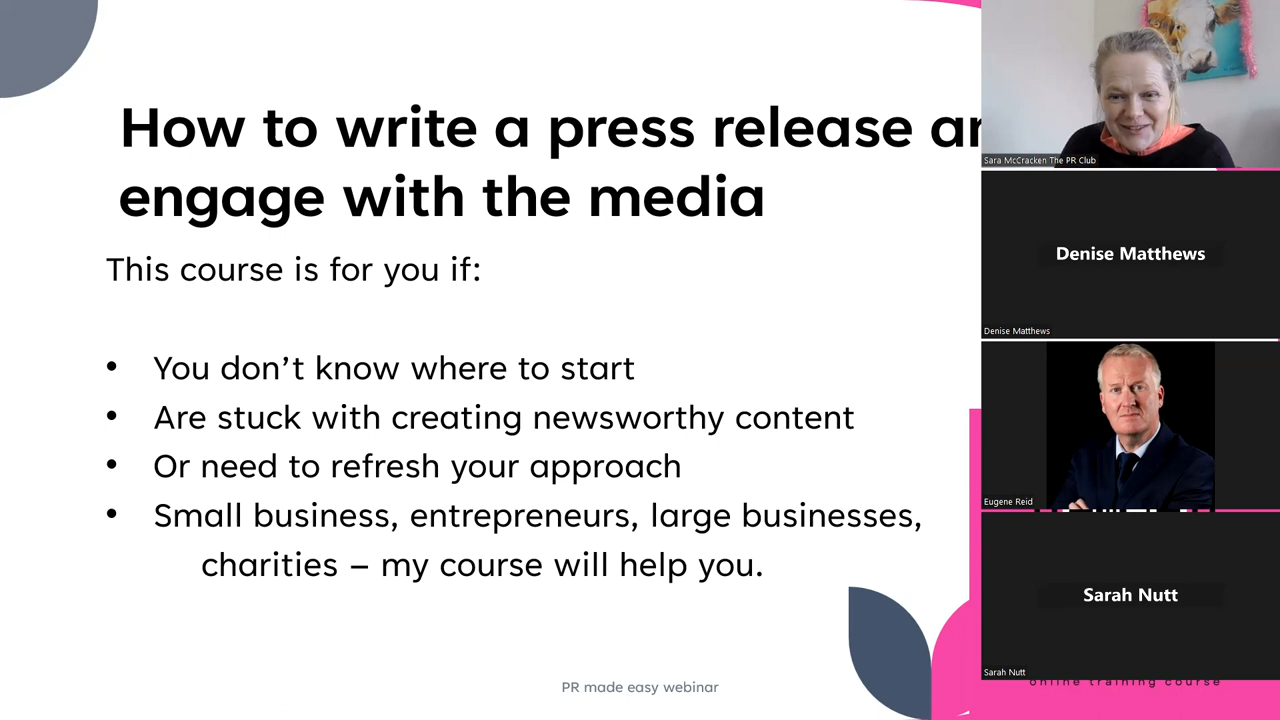 How to write a press release
engage with the media
This course is for you if:
• You don’t know where to start
• Are stuck with creating newsworthy content
• Or need to refresh your approach
• Small business, entrepreneurs, large businesses,
charities – my course will help you.
PR made easy webinar
Sara McCracken The PR Club
Denise Matthews
Denise Matthews
Eugene Reid
Sarah Nutt
Sarah Nutt
online training course